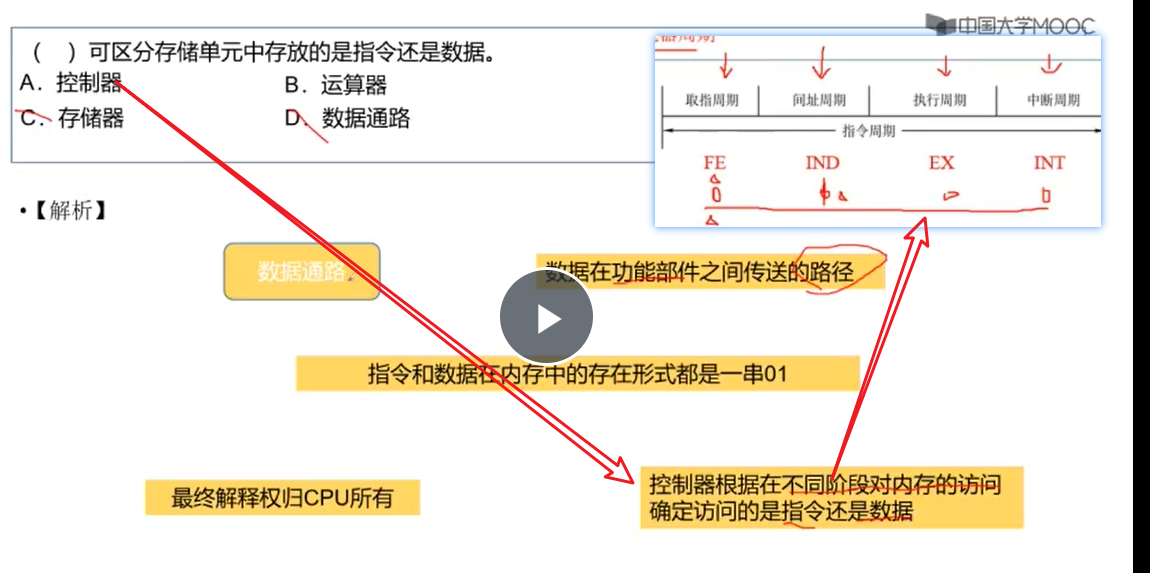 中国大学MOOC
（ ）可区分存储单元中存放的是指令还是数据。
A．控制器
B．运算器
C．存储器
D．数据通路
取指周期
间址周期
执行周期
中断周期
指令周期
FE
IND
EX
INT
•【解析】
数据通路
数据在功能部件之间传送的路径
指令和数据在内存中的存在形式都是一串01
最终解释权归CPU所有
控制器根据在不同阶段对内存的访问
确定访问的是指令还是数据